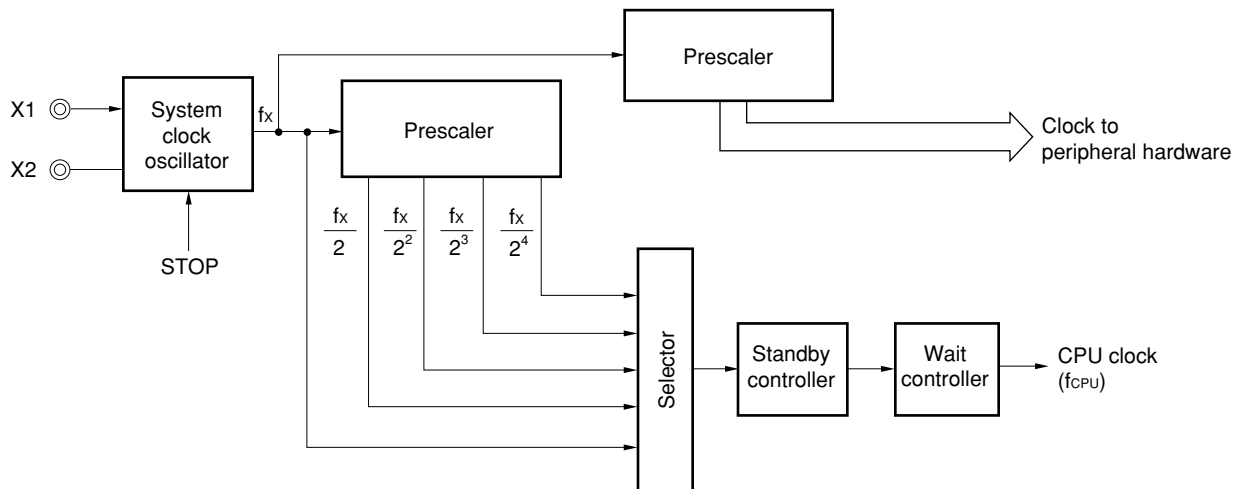 Prescaler
X1
X2
System
clock
oscillator
fX
Prescaler
Clock to
peripheral hardware
STOP
fX
2
fX
2²
fX
2³
fX
2⁴
Selector
Standby
controller
Wait
controller
CPU clock
(fCPU)